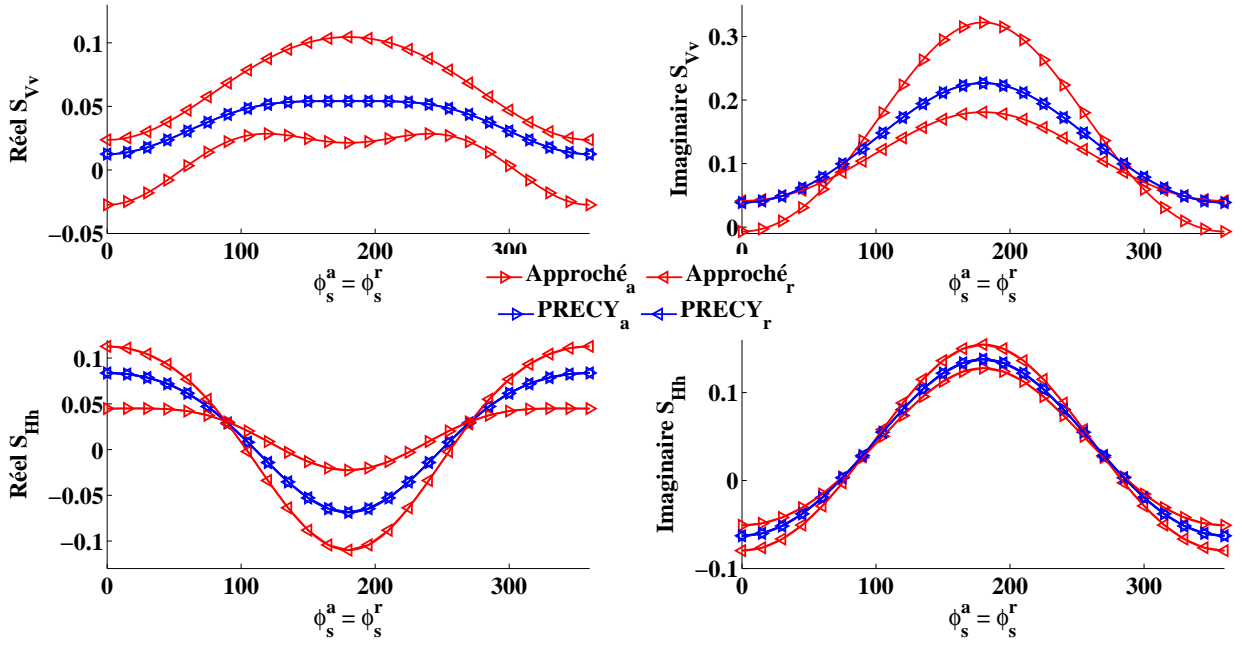 0.1
0.05
0
−0.05
0 100 200 300
Réel S_Vv
ϕ_s^a = ϕ_s^r
0.3
0.2
0.1
0
0 100 200 300
Imaginaire S_Vv
ϕ_s^a = ϕ_s^r
Approché_a Approché_r
PRECY_a PRECY_r
0.1
0.05
0
−0.05
−0.1
0 100 200 300
Réel S_Hh
ϕ_s^a = ϕ_s^r
0.1
0
−0.1
0 100 200 300
Imaginaire S_Hh
ϕ_s^a = ϕ_s^r